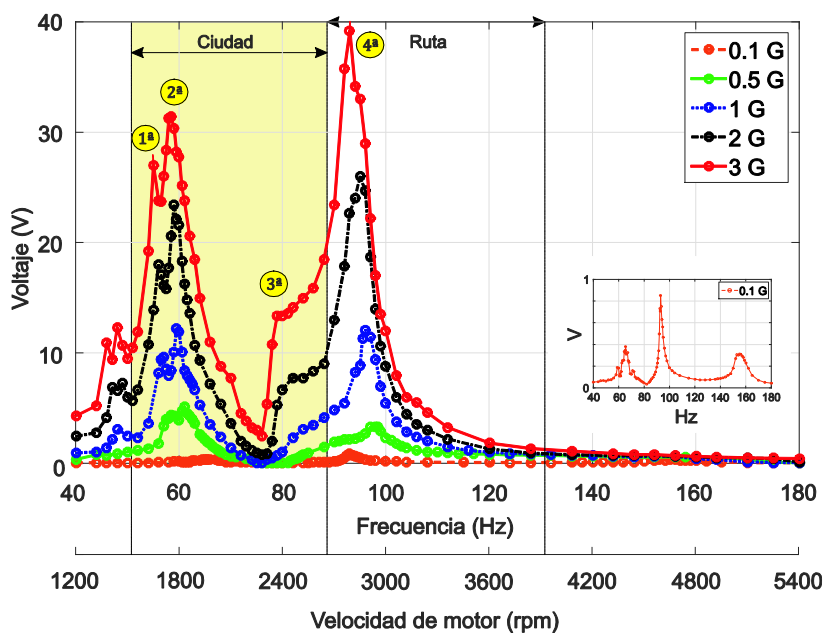 Ciudad
Ruta
1ª
2ª
3ª
4ª
0.1 G
0.5 G
1 G
2 G
3 G
Voltaje (V)
40
30
20
10
0
40 60 80 100 120 140 160 180
Frecuencia (Hz)
1200 1800 2400 3000 3600 4200 4800 5400
Velocidad de motor (rpm)
0.1 G
V
1
0
40 60 80 100 120 140 160 180
Hz